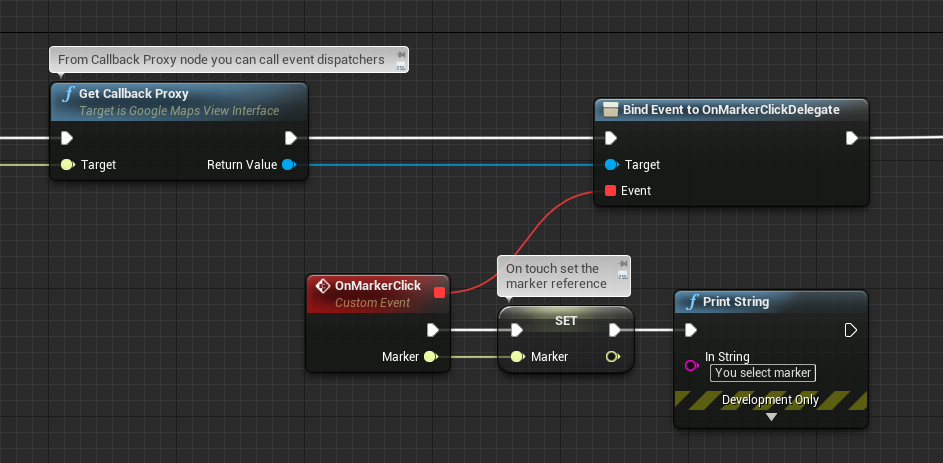 From Callback Proxy node you can call event dispatchers
f Get Callback Proxy
Target is Google Maps View Interface
Target
Return Value
Bind Event to OnMarkerClickDelegate
Target
Event
On touch set the
marker reference
OnMarkerClick
Custom Event
Marker
SET
Marker
f Print String
In String
You select marker
Development Only